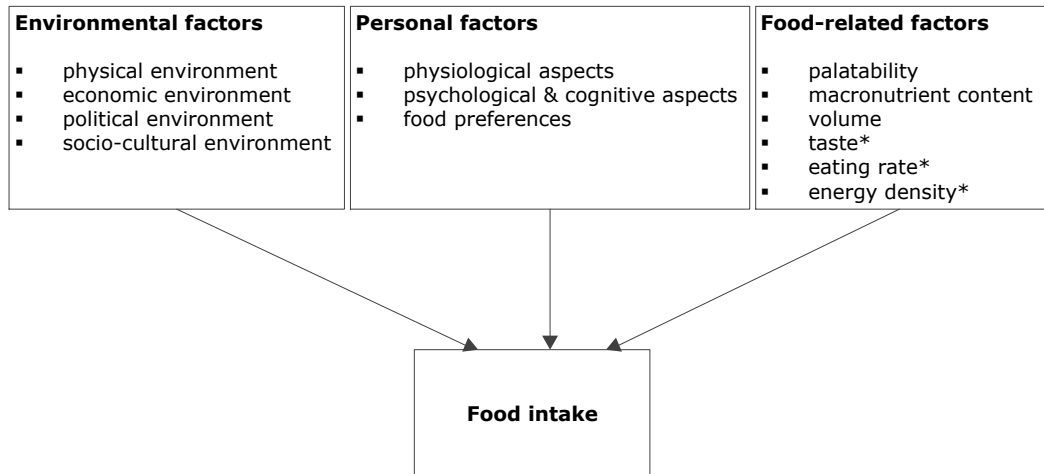 Environmental factors
▪ physical environment
▪ economic environment
▪ political environment
▪ socio-cultural environment
Personal factors
▪ physiological aspects
▪ psychological & cognitive aspects
▪ food preferences
Food-related factors
▪ palatability
▪ macronutrient content
▪ volume
▪ taste*
▪ eating rate*
▪ energy density*
Food intake